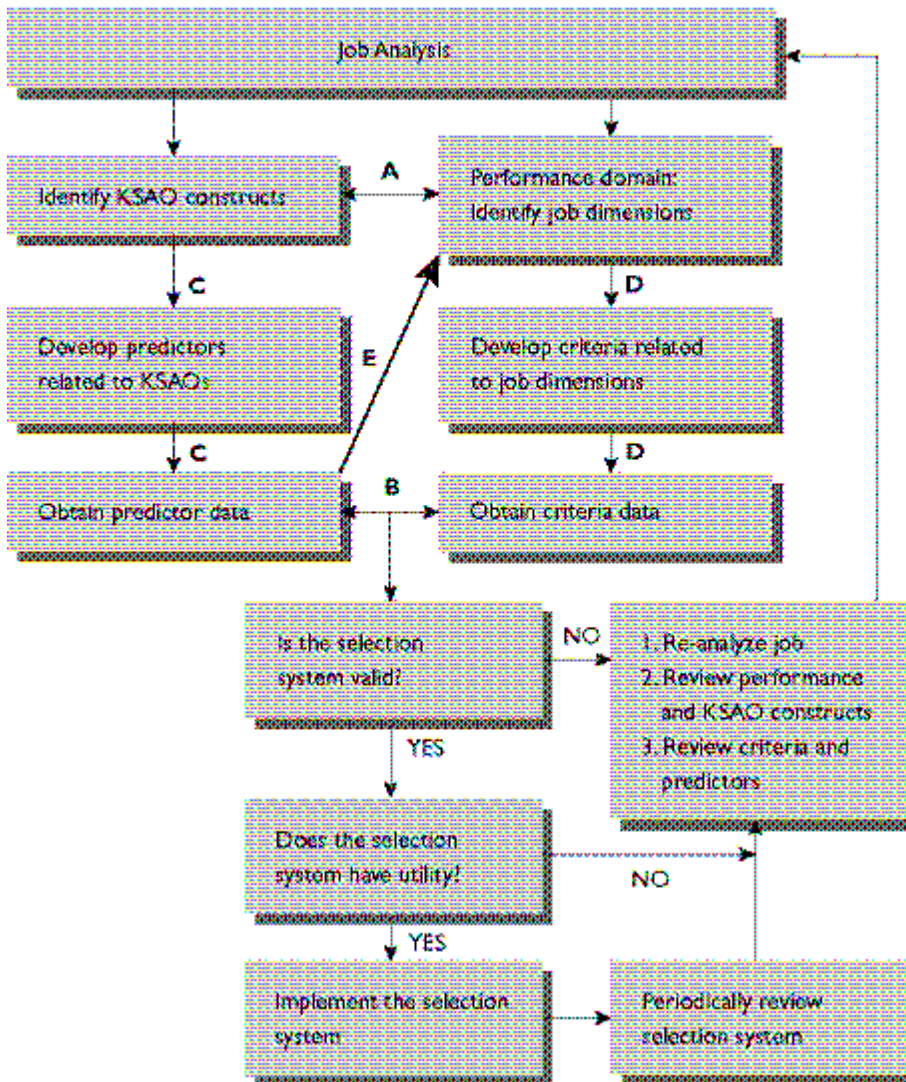 Job Analysis
Identify KSAO constructs
A
Performance domain:
Identify job dimensions
C
D
Develop predictors
related to KSAOs
E
Develop criteria related
to job dimensions
C
D
Obtain predictor data
B
Obtain criteria data
Is the selection
system valid?
NO
1. Re-analyze job
2. Review performance
and KSAO constructs
3. Review criteria and
predictors
YES
Does the selection
system have utility?
NO
YES
Implement the selection
system
Periodically review
selection system